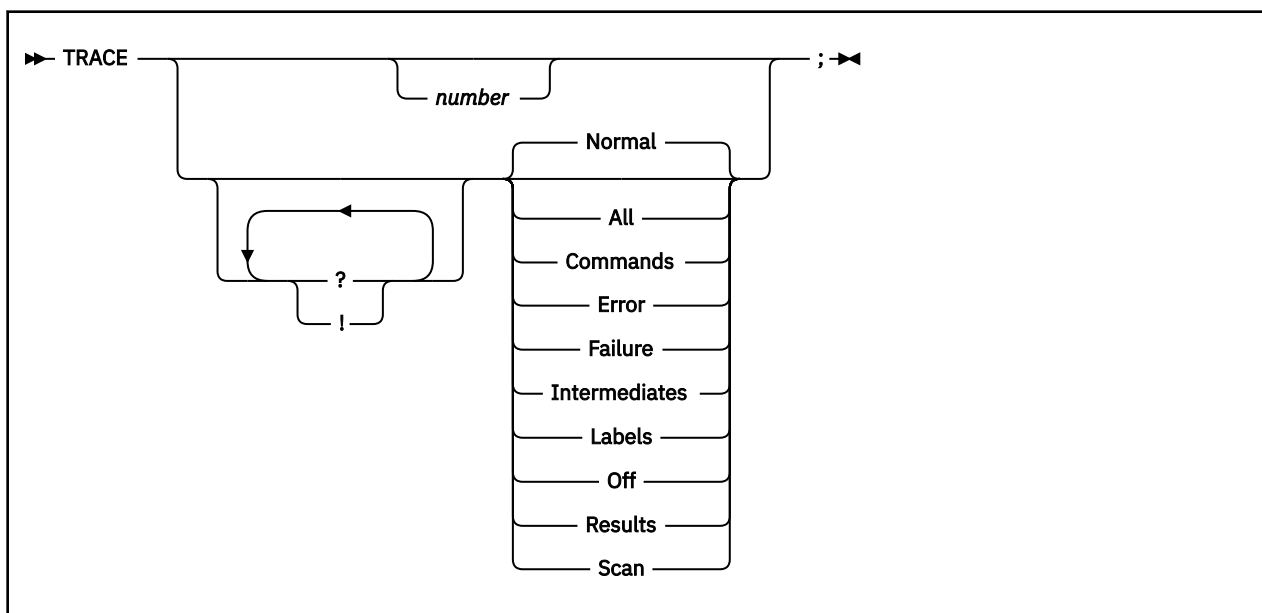 TRACE ;
number
Normal
All
Commands
?
Error
!
Failure
Intermediates
Labels
Off
Results
Scan